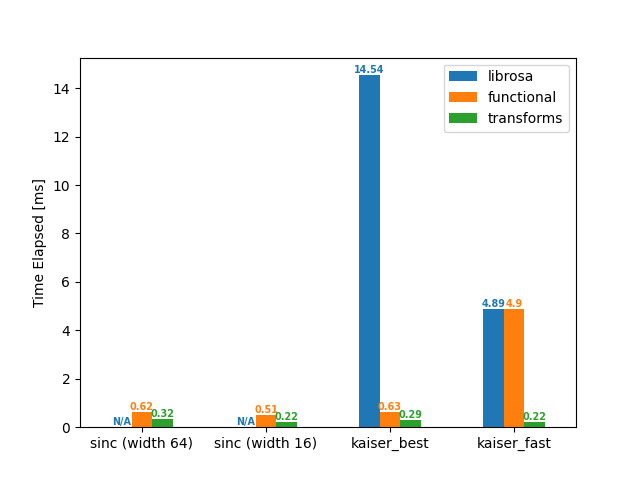 14.54
14
librosa
functional
transforms
12
10
8
6
4.89 4.9
4
2
N/A 0.62 0.32 N/A 0.51 0.22 0.63 0.29 0.22
0
Time Elapsed [ms]
sinc (width 64) sinc (width 16) kaiser_best kaiser_fast